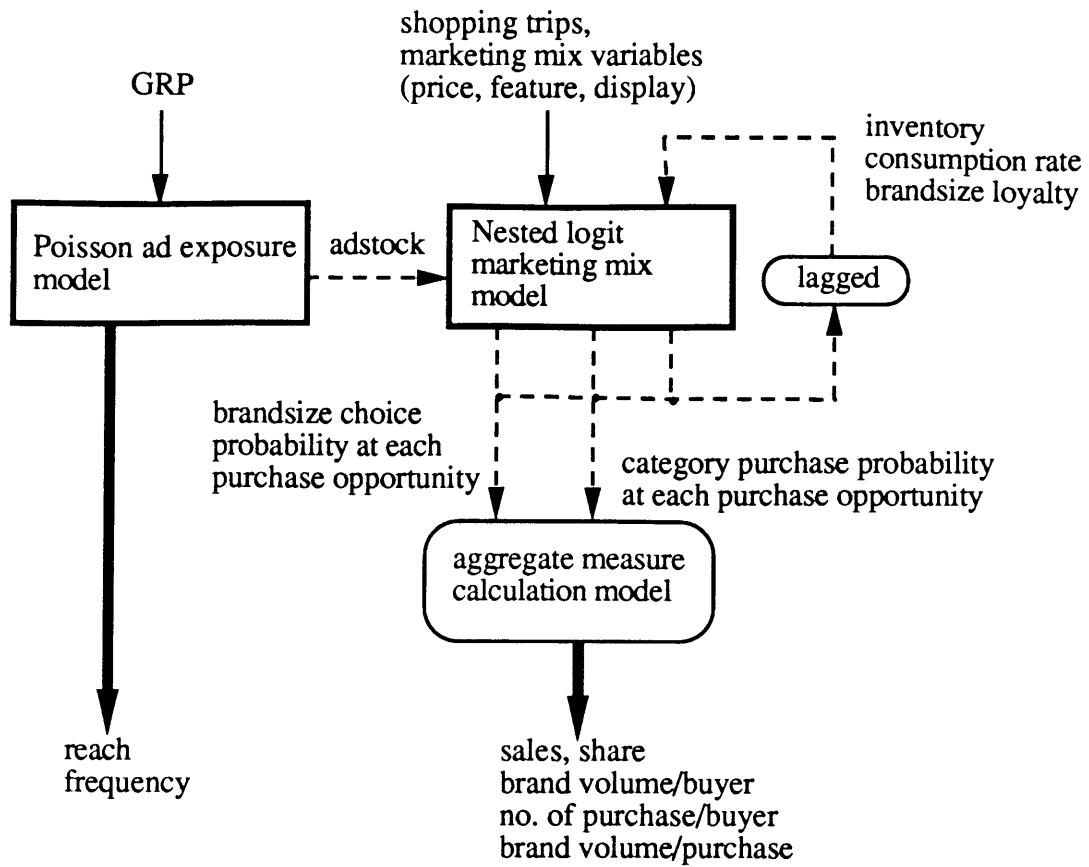 shopping trips,
marketing mix variables
(price, feature, display)
GRP
inventory
consumption rate
brandsize loyalty
Poisson ad exposure
model
adstock
Nested logit
marketing mix
model
lagged
brandsize choice
probability at each
purchase opportunity
category purchase probability
at each purchase opportunity
aggregate measure
calculation model
reach
frequency
sales, share
brand volume/buyer
no. of purchase/buyer
brand volume/purchase